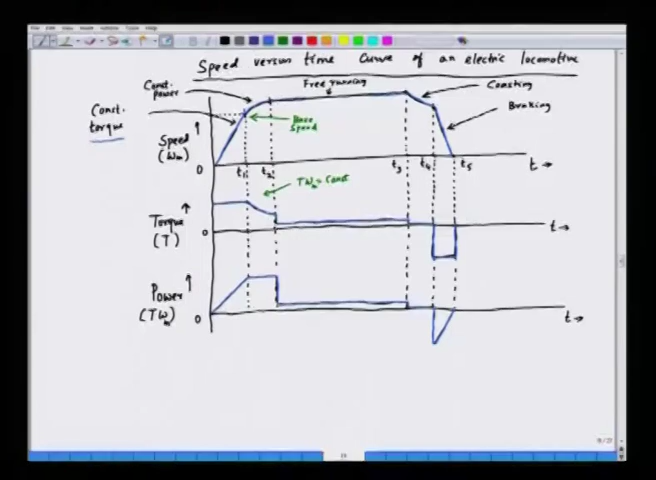 Speed versus time Curve of an electric locomotive
Const. power
Free running
Coasting
Const. torque
Base speed
Braking
Speed
(ωm)
0
t1
t2
t3
t4
t5
t
Tωm = Const
Torque
(T)
0
t
Power
(Tωm)
0
t